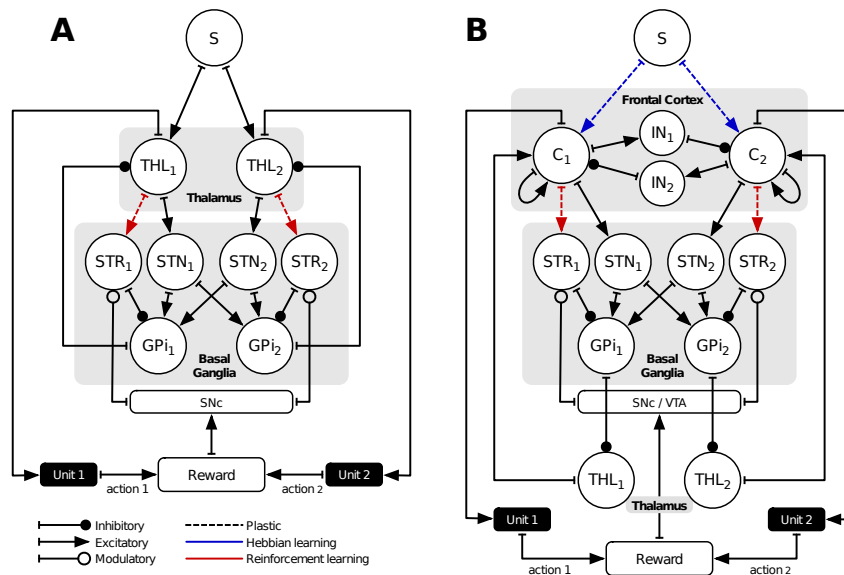 A
S
THL1
THL2
Thalamus
STR1
STN1
STN2
STR2
GPi1
GPi2
Basal
Ganglia
SNc
Unit 1
action 1
Reward
action 2
Unit 2
Inhibitory
Excitatory
Modulatory
Plastic
Hebbian learning
Reinforcement learning
B
S
Frontal Cortex
C1
IN1
IN2
C2
STR1
STN1
STN2
STR2
GPi1
GPi2
Basal
Ganglia
SNc / VTA
THL1
THL2
Thalamus
Unit 1
Unit 2
action 1
Reward
action 2